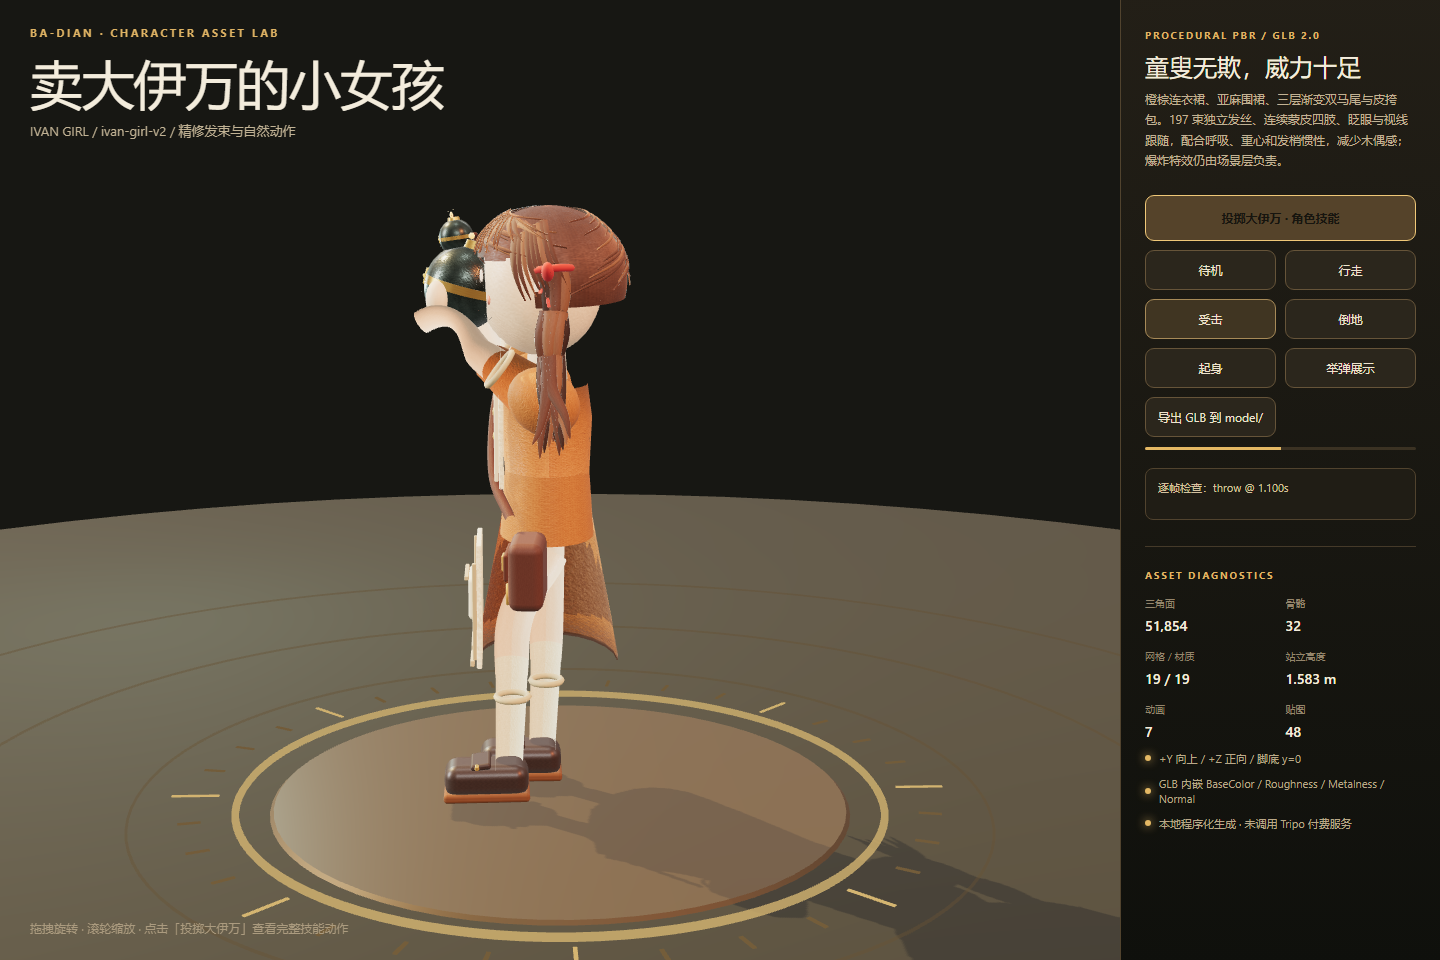 BA-DIAN · CHARACTER ASSET LAB
卖大伊万的小女孩
IVAN GIRL / ivan-girl-v2 / 精修发束与自然动作
拖拽旋转 · 滚轮缩放 · 点击「投掷大伊万」查看完整技能动作
PROCEDURAL PBR / GLB 2.0
童叟无欺，威力十足
橙棕连衣裙、亚麻围裙、三层渐变双马尾与皮挎
包。197 束独立发丝、连续蒙皮四肢、眨眼与视线
跟随，配合呼吸、重心和发梢惯性，减少木偶感；
爆炸特效仍由场景层负责。
投掷大伊万 · 角色技能
待机
行走
受击
倒地
起身
举弹展示
导出 GLB 到 model/
逐帧检查：throw @ 1.100s
ASSET DIAGNOSTICS
三角面
骨骼
51,854
32
网格 / 材质
站立高度
19 / 19
1.583 m
动画
贴图
7
48
+Y 向上 / +Z 正向 / 脚底 y=0
GLB 内嵌 BaseColor / Roughness / Metalness /
Normal
本地程序化生成 · 未调用 Tripo 付费服务